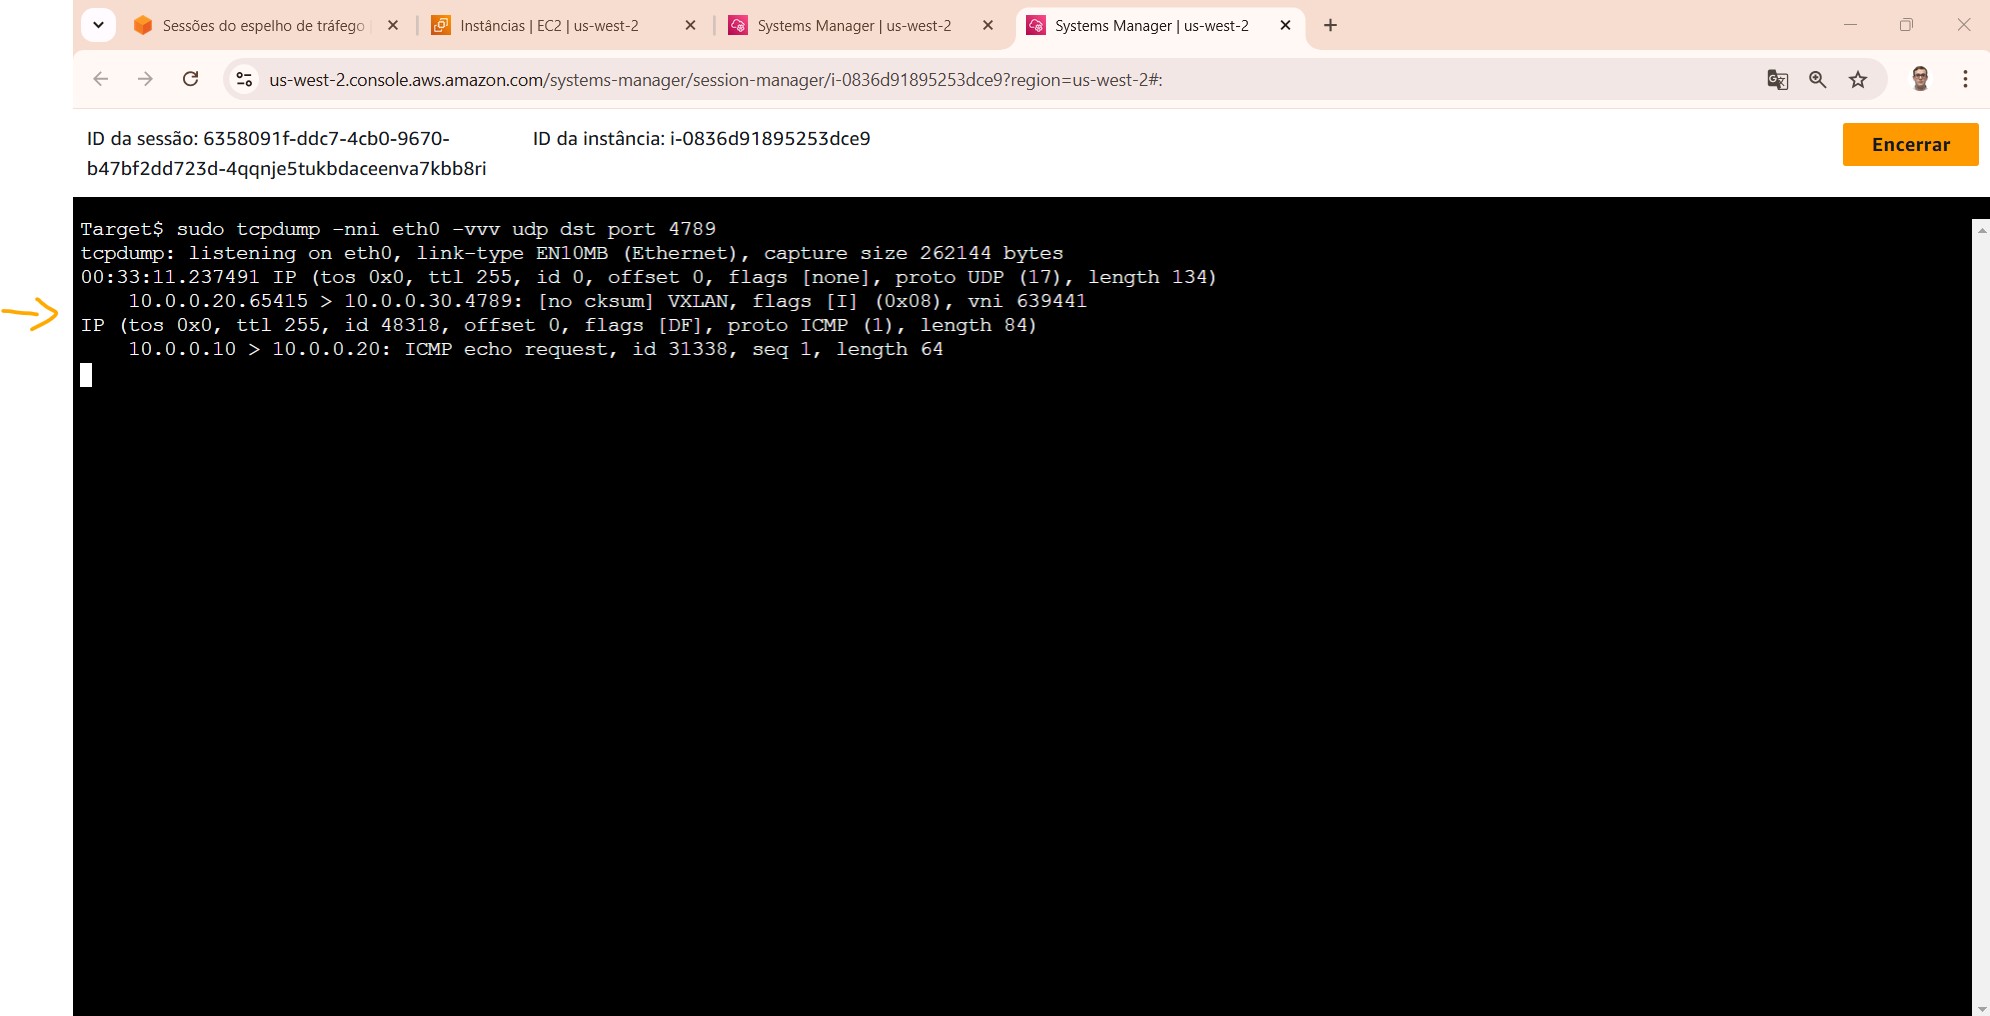 Sessões do espelho de tráfego
Instâncias | EC2 | us-west-2
Systems Manager | us-west-2
Systems Manager | us-west-2
us-west-2.console.aws.amazon.com/systems-manager/session-manager/i-0836d91895253dce9?region=us-west-2#:
ID da sessão: 6358091f-ddc7-4cb0-9670-
b47bf2dd723d-4qqnje5tukbdaceenva7kbb8ri
ID da instância: i-0836d91895253dce9
Encerrar
Target$ sudo tcpdump -nni eth0 -vvv udp dst port 4789
tcpdump: listening on eth0, link-type EN10MB (Ethernet), capture size 262144 bytes
00:33:11.237491 IP (tos 0x0, ttl 255, id 0, offset 0, flags [none], proto UDP (17), length 134)
    10.0.0.20.65415 > 10.0.0.30.4789: [no cksum] VXLAN, flags [I] (0x08), vni 639441
IP (tos 0x0, ttl 255, id 48318, offset 0, flags [DF], proto ICMP (1), length 84)
    10.0.0.10 > 10.0.0.20: ICMP echo request, id 31338, seq 1, length 64